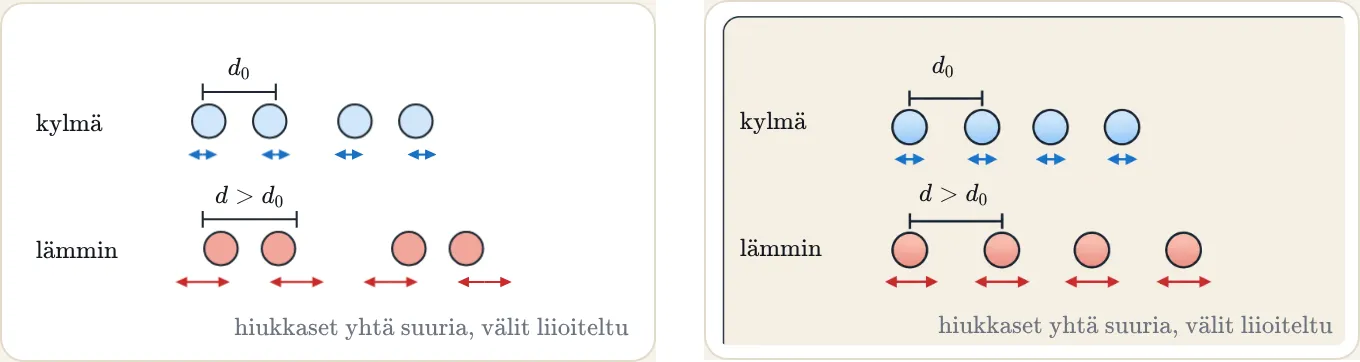 d₀
kylmä
d > d₀
lämmin
hiukkaset yhtä suuria, välit liioiteltu
d₀
kylmä
d > d₀
lämmin
hiukkaset yhtä suuria, välit liioiteltu